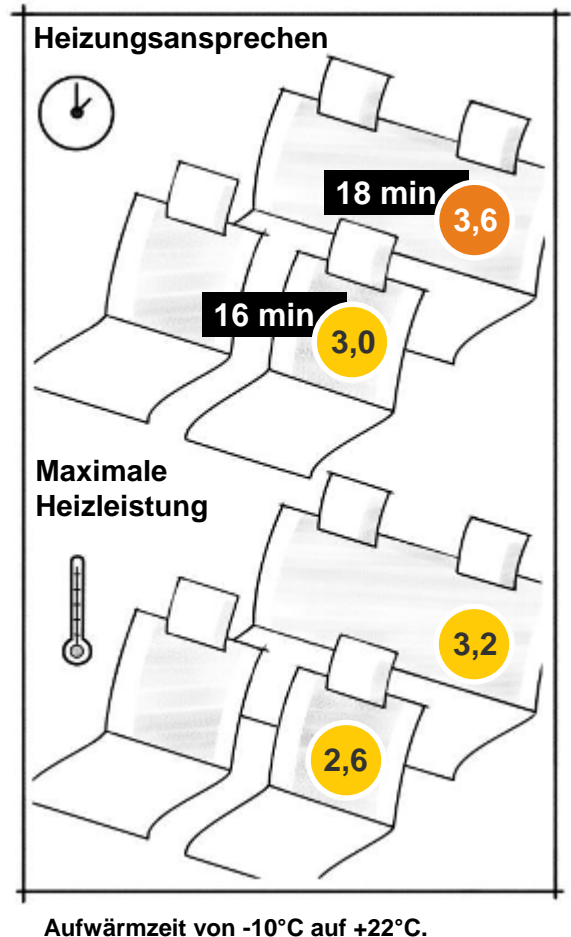 Heizungsansprechen
18 min
3,6
16 min
3,0
Maximale
Heizleistung
3,2
2,6
Aufwärmzeit von -10°C auf +22°C.